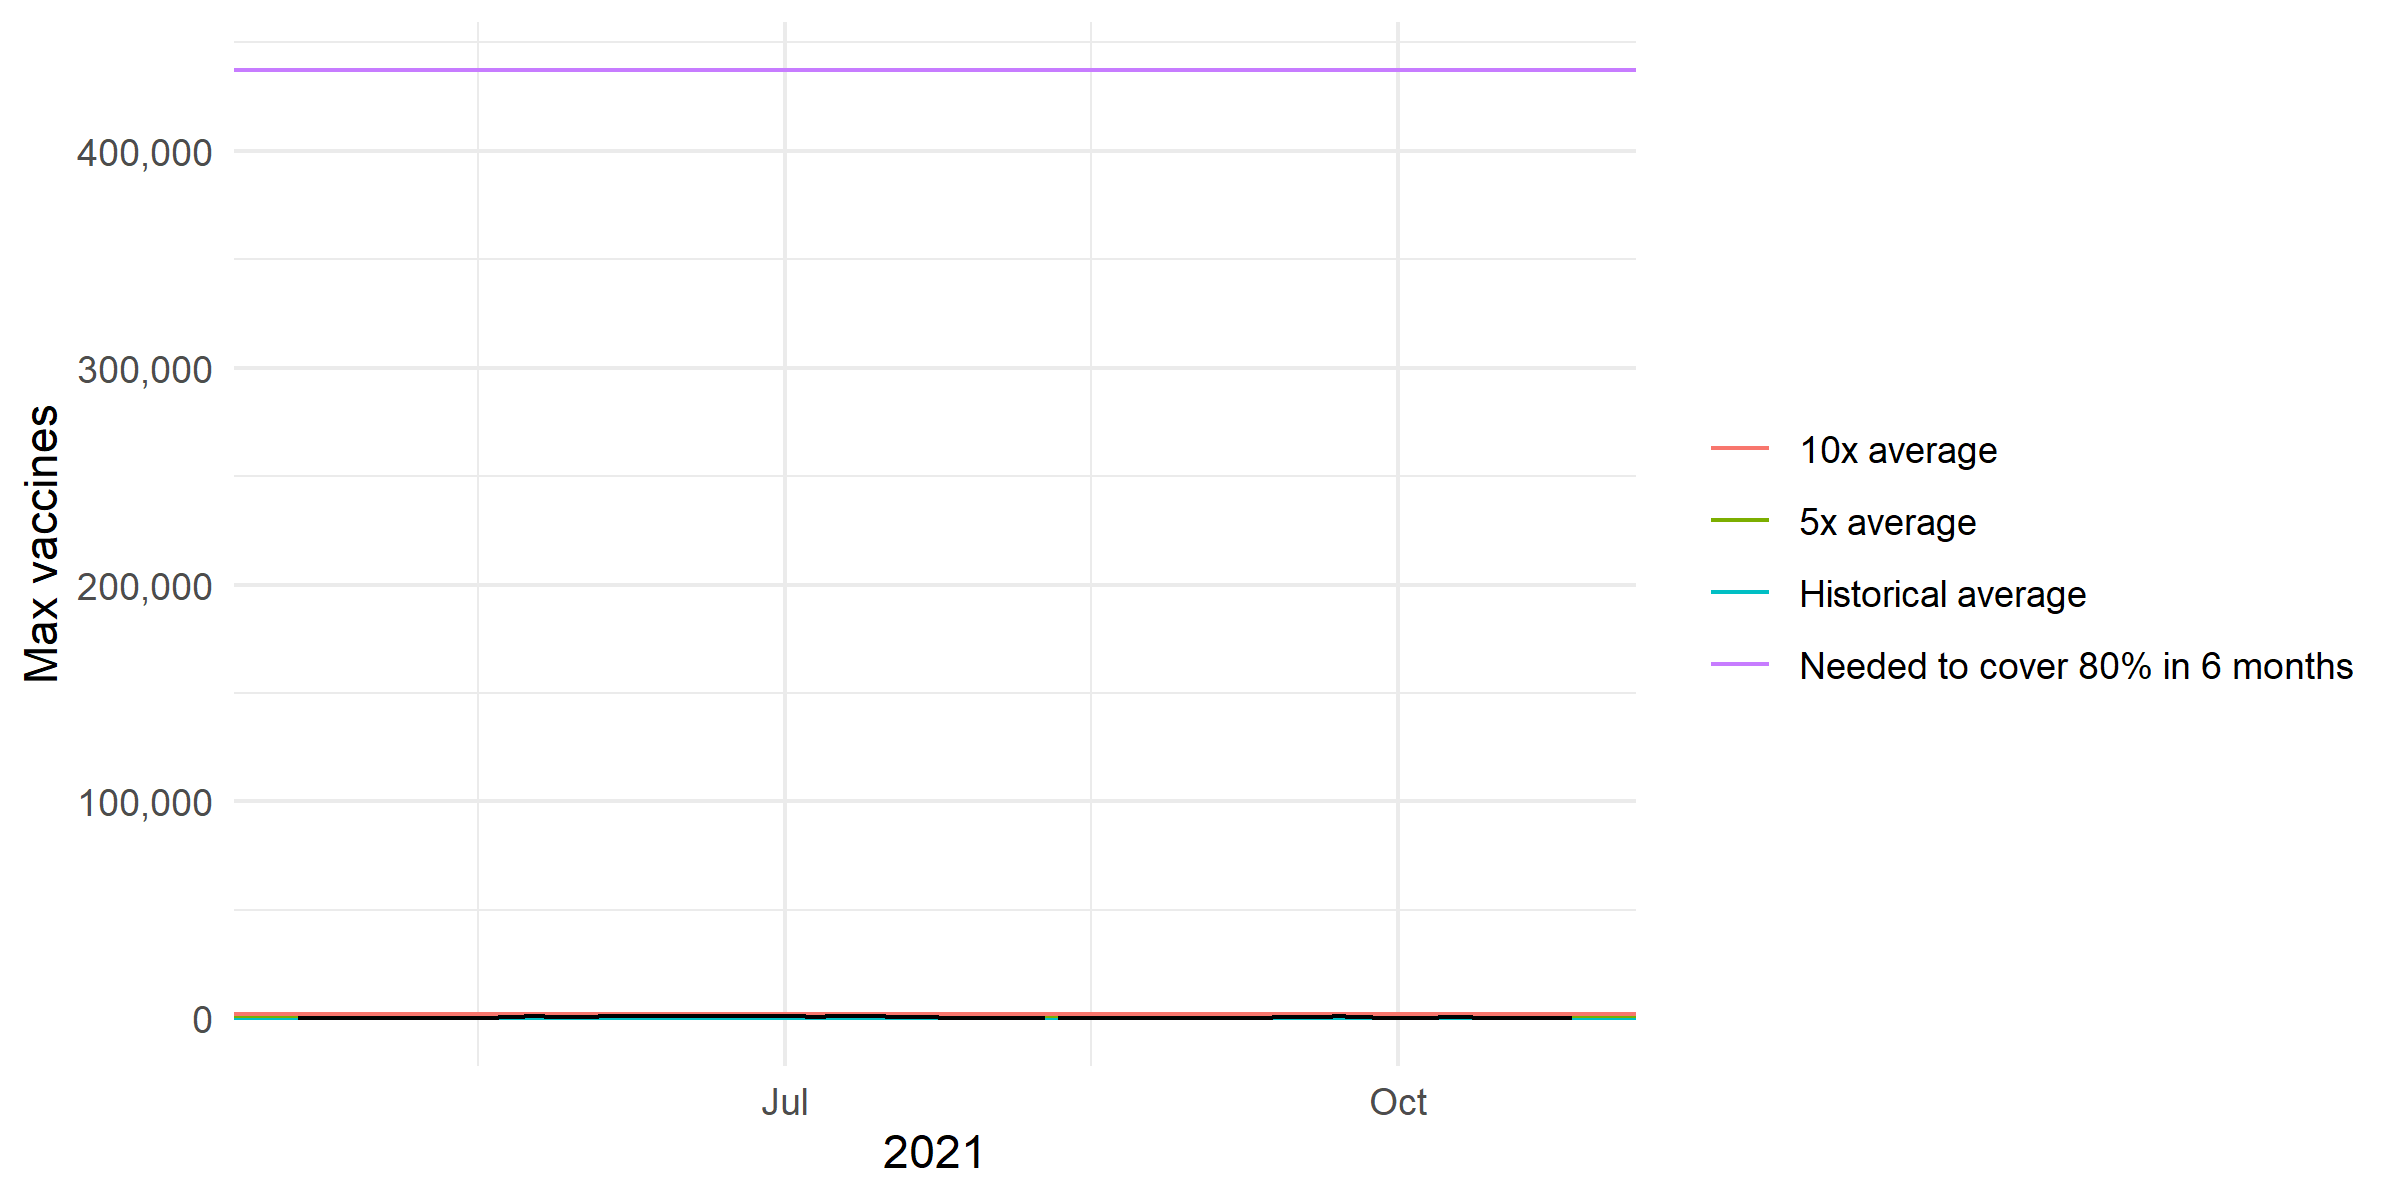 Max vaccines
400,000
300,000
200,000
100,000
0
Jul
Oct
2021
10x average
5x average
Historical average
Needed to cover 80% in 6 months